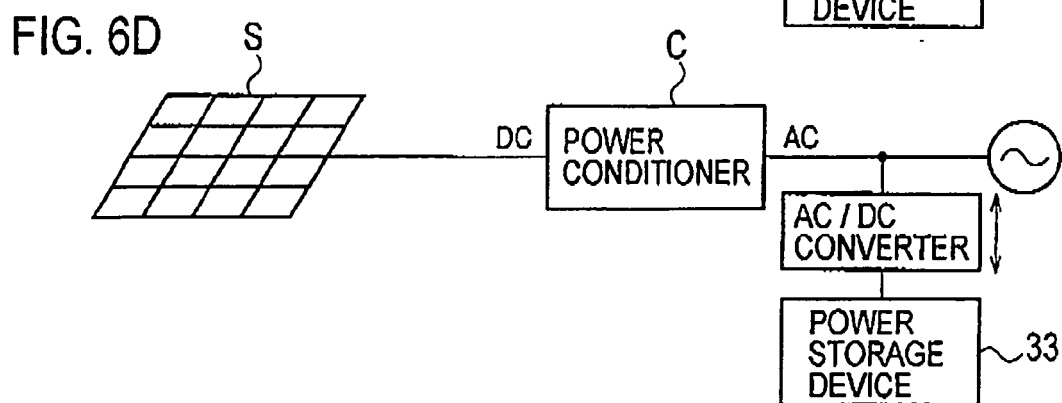 DEVICE
FIG. 6D
S
C
DC
POWER
CONDITIONER
AC
AC / DC
CONVERTER
POWER
STORAGE
DEVICE
33